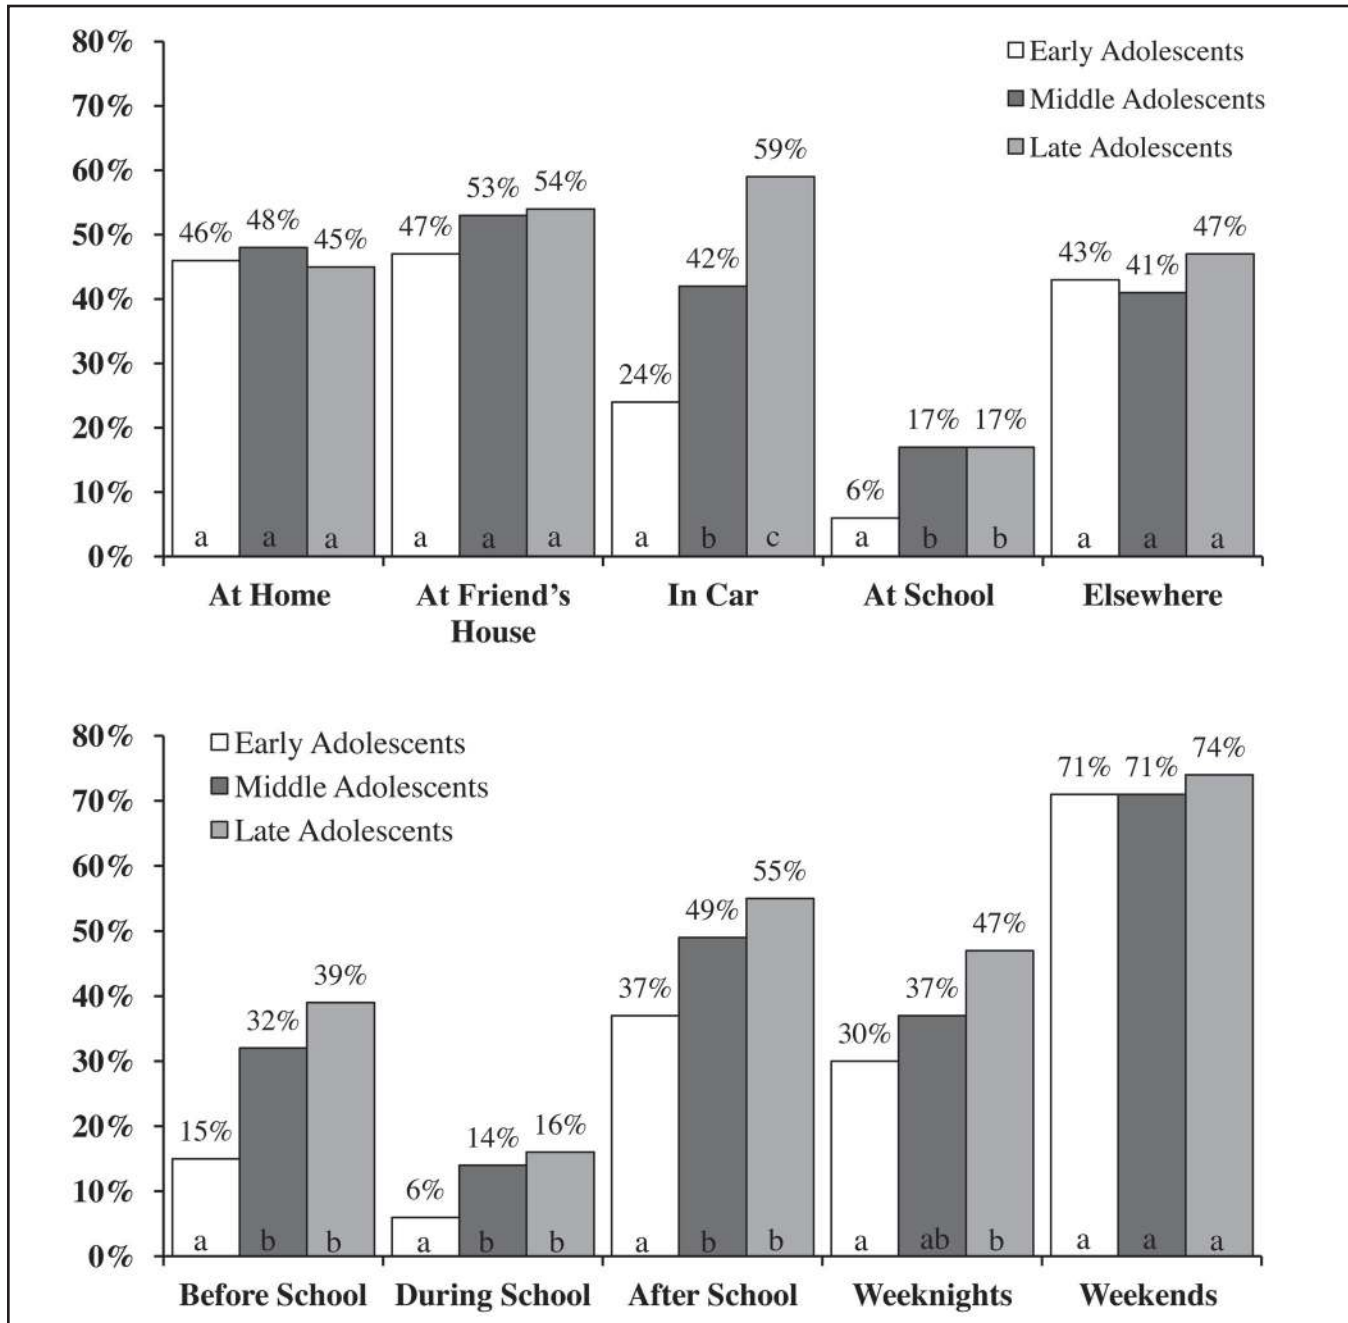 80%
70%
60%
50%
40%
30%
20%
10%
0%
Early Adolescents
Middle Adolescents
Late Adolescents
46% 48% 45%
47% 53% 54%
24% 42% 59%
6% 17% 17%
43% 41% 47%
a a a a a a a b c a b b a a a
At Home At Friend's House In Car At School Elsewhere
80%
70%
60%
50%
40%
30%
20%
10%
0%
Early Adolescents
Middle Adolescents
Late Adolescents
15% 32% 39%
6% 14% 16%
37% 49% 55%
30% 37% 47%
71% 71% 74%
a b b a b b a b b a ab b a a a
Before School During School After School Weeknights Weekends